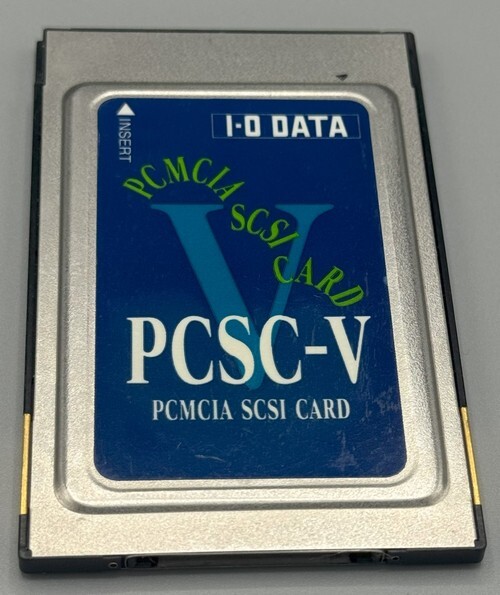 I-O DATA
INSERT
PCMCIA
SCSI
CARD
PCSC-V
PCMCIA SCSI CARD